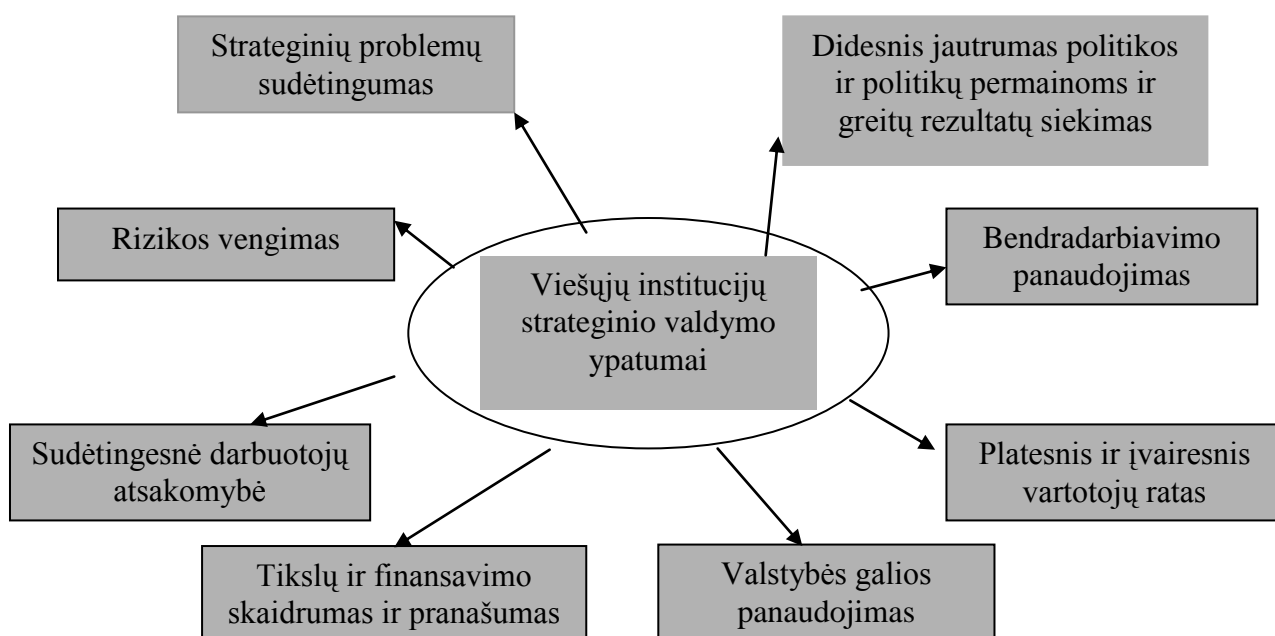 Strateginių problemų
sudėtingumas
Didesnis jautrumas politikos
ir politikų permainoms ir
greitų rezultatų siekimas
Rizikos vengimas
Bendradarbiavimo
panaudojimas
Viešųjų institucijų
strateginio valdymo
ypatumai
Sudėtingesnė darbuotojų
atsakomybė
Platesnis ir įvairesnis
vartotojų ratas
Tikslų ir finansavimo
skaidrumas ir pranašumas
Valstybės galios
panaudojimas